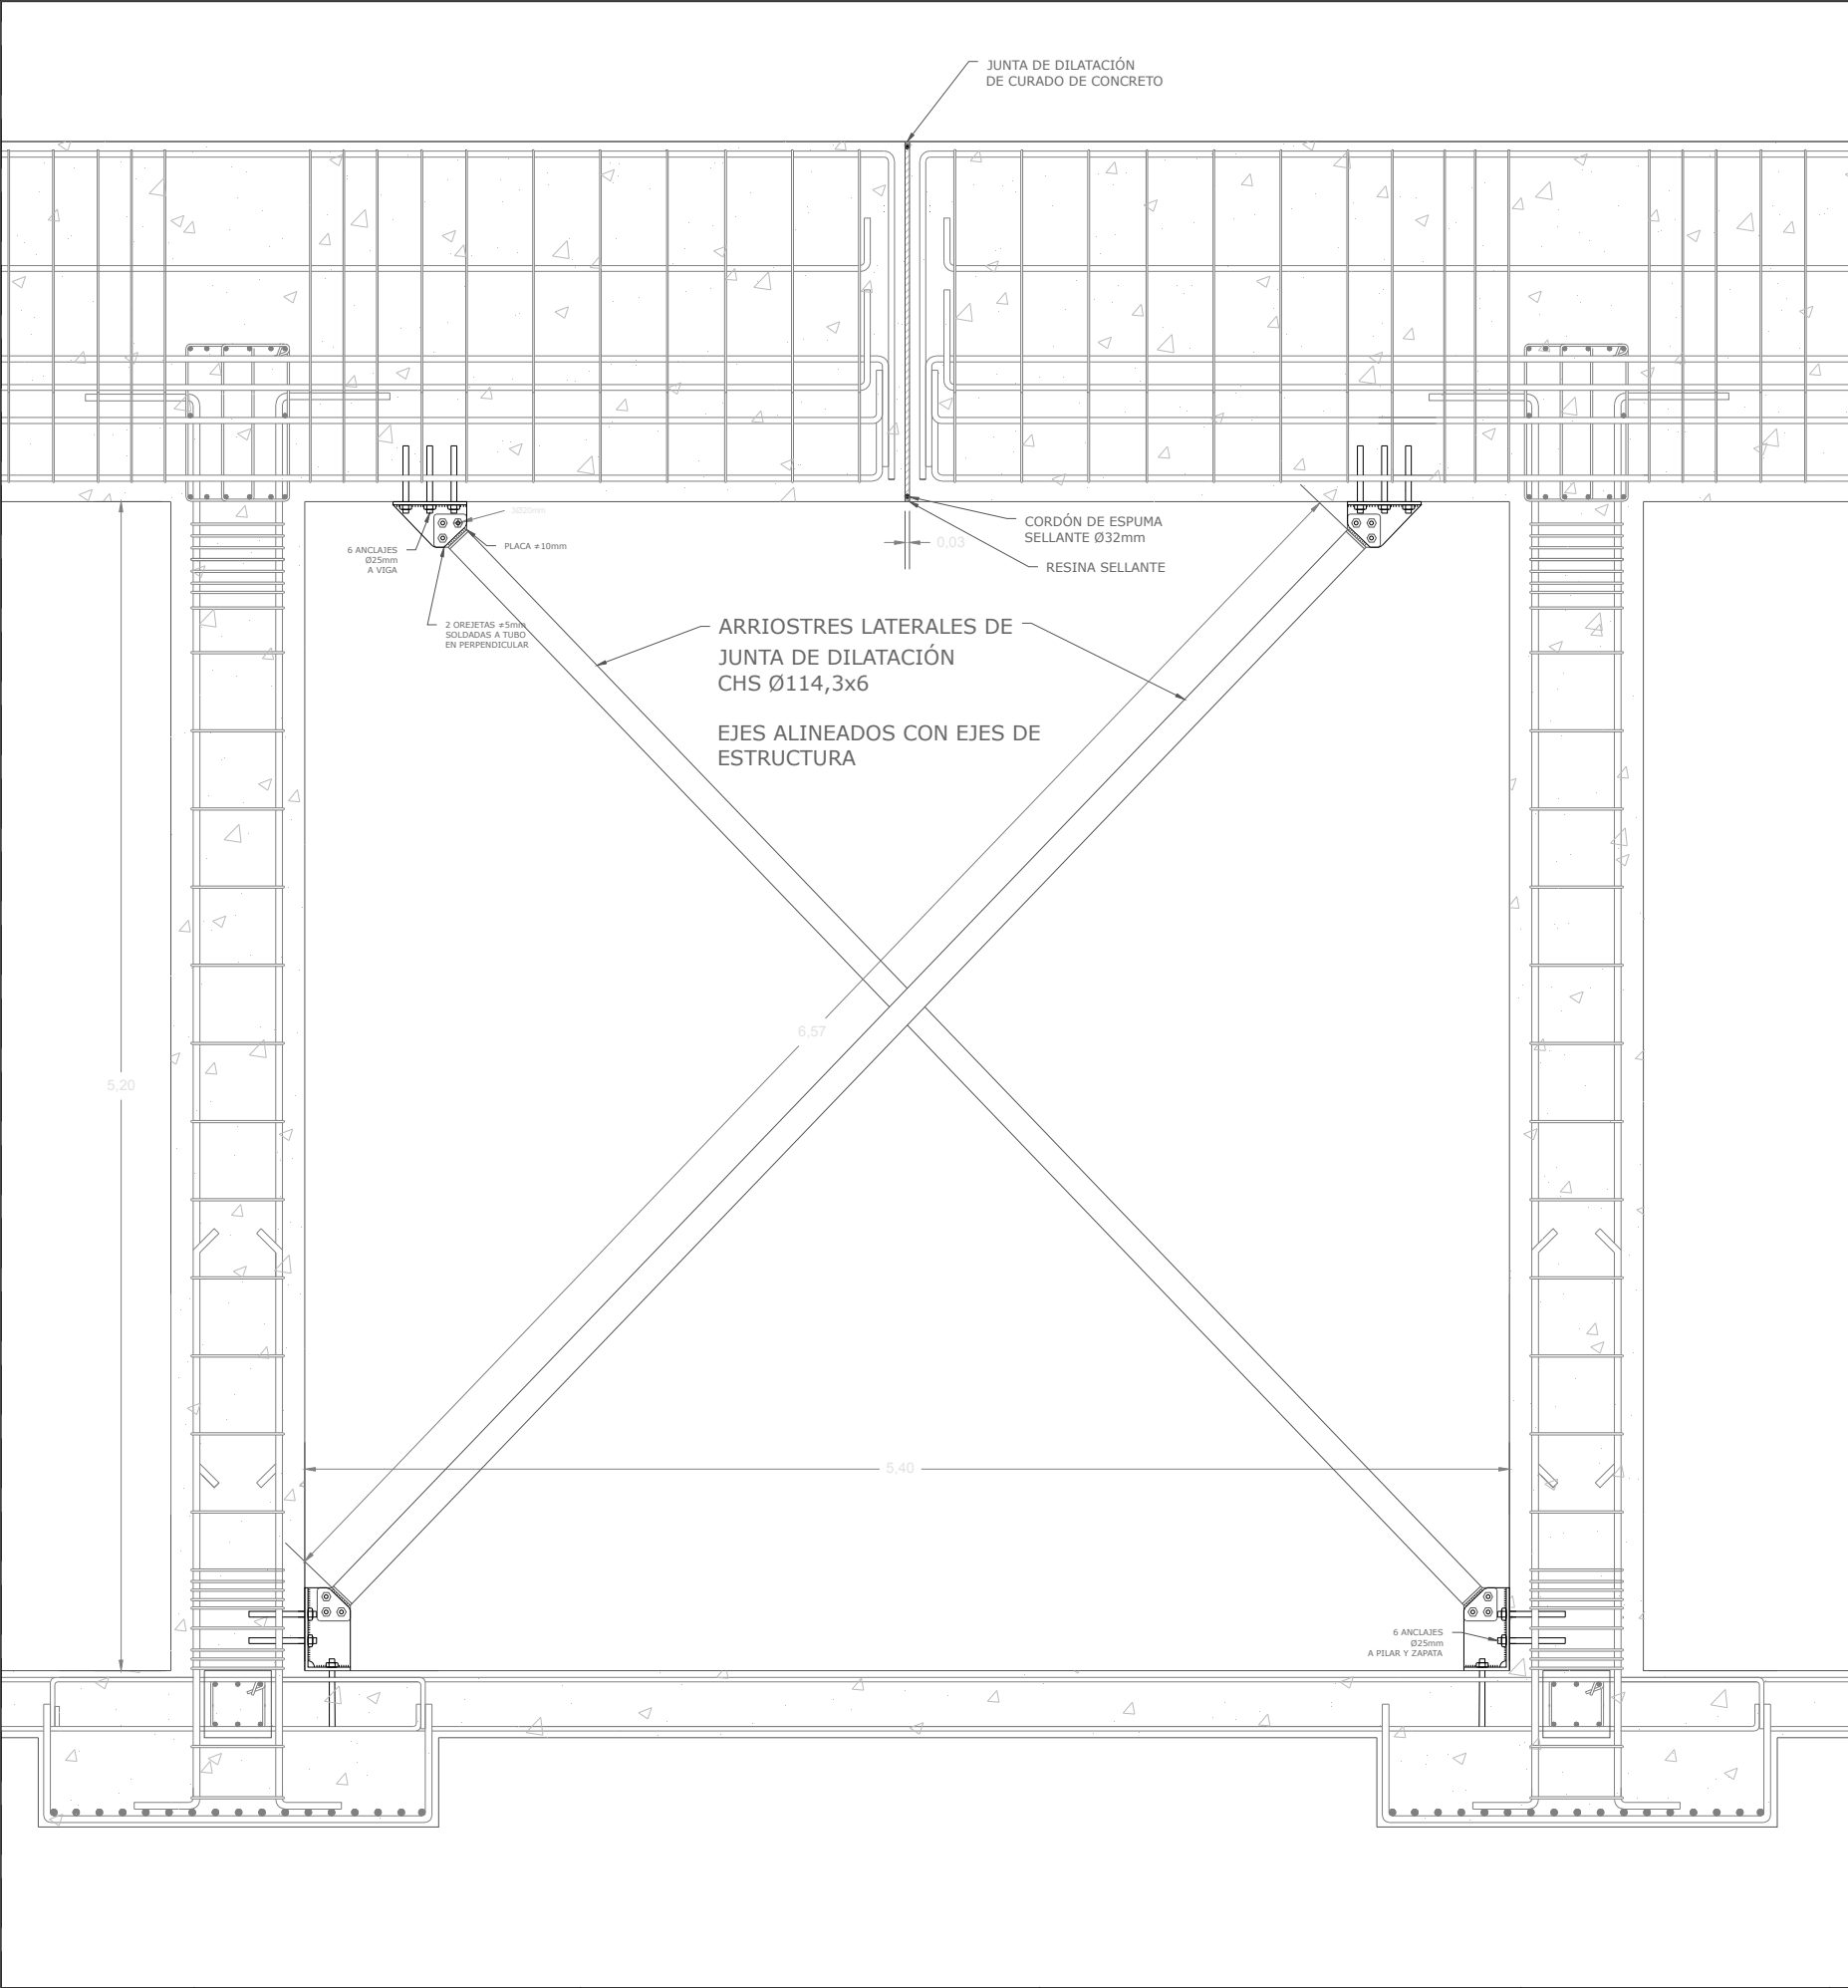 JUNTA DE DILATACIÓN
DE CURADO DE CONCRETO
3Ø20mm
6 ANCLAJES
Ø25mm
A VIGA
PLACA ≠10mm
CORDÓN DE ESPUMA
SELLANTE Ø32mm
0,03
RESINA SELLANTE
2 OREJETAS ≠5mm
SOLDADAS A TUBO
EN PERPENDICULAR
ARRIOSTRES LATERALES DE
JUNTA DE DILATACIÓN
CHS Ø114,3x6
EJES ALINEADOS CON EJES DE
ESTRUCTURA
6,57
5,20
5,40
6 ANCLAJES
Ø25mm
A PILAR Y ZAPATA